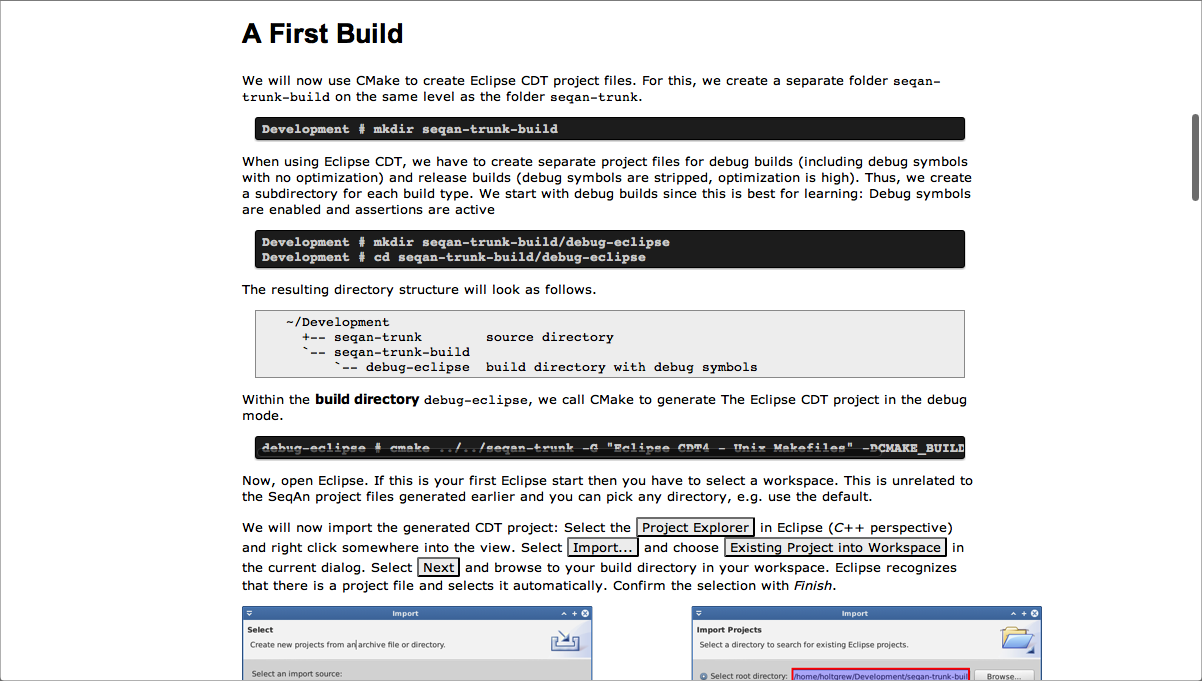 A First Build
We will now use CMake to create Eclipse CDT project files. For this, we create a separate folder seqan-
trunk-build on the same level as the folder seqan-trunk.
Development # mkdir seqan-trunk-build
When using Eclipse CDT, we have to create separate project files for debug builds (including debug symbols
with no optimization) and release builds (debug symbols are stripped, optimization is high). Thus, we create
a subdirectory for each build type. We start with debug builds since this is best for learning: Debug symbols
are enabled and assertions are active
Development # mkdir seqan-trunk-build/debug-eclipse
Development # cd seqan-trunk-build/debug-eclipse
The resulting directory structure will look as follows.
~/Development
+-- seqan-trunk source directory
`-- seqan-trunk-build
`-- debug-eclipse build directory with debug symbols
Within the build directory debug-eclipse, we call CMake to generate The Eclipse CDT project in the debug
mode.
debug-eclipse # cmake ../../seqan-trunk -G "Eclipse CDT4 - Unix Makefiles" -DCMAKE_BUILD
Now, open Eclipse. If this is your first Eclipse start then you have to select a workspace. This is unrelated to
the SeqAn project files generated earlier and you can pick any directory, e.g. use the default.
We will now import the generated CDT project: Select the Project Explorer in Eclipse (C++ perspective)
and right click somewhere into the view. Select Import... and choose Existing Project into Workspace in
the current dialog. Select Next and browse to your build directory in your workspace. Eclipse recognizes
that there is a project file and selects it automatically. Confirm the selection with Finish.
Import
Select
Create new projects from an archive file or directory.
Select an import source:
Import
Import Projects
Select a directory to search for existing Eclipse projects.
Select root directory: /home/holtgrew/Development/seqan-trunk-buil Browse...